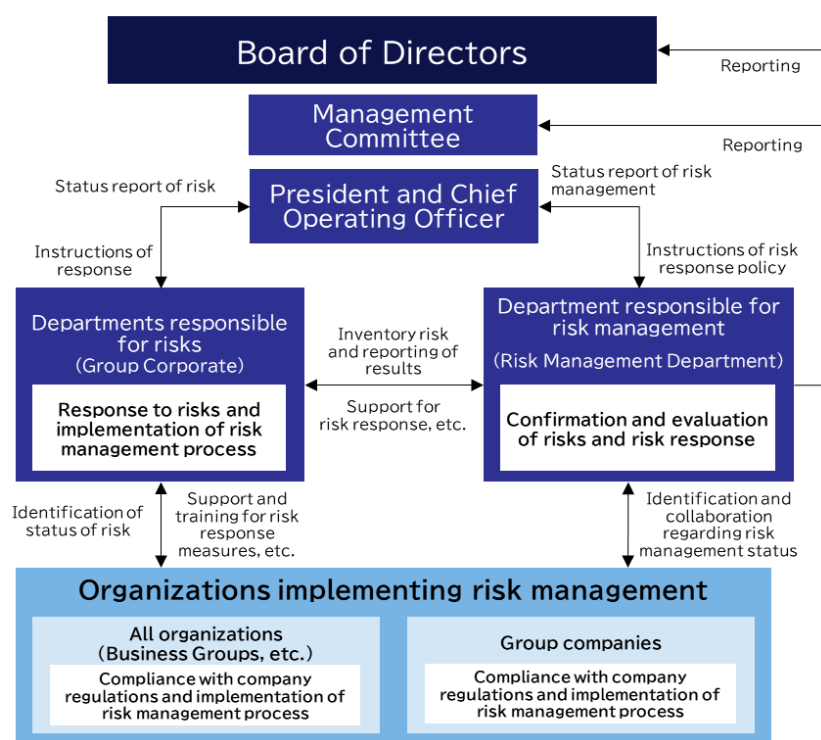 Board of Directors
Reporting
Management
Committee
Reporting
Status report of risk
President and Chief
Operating Officer
Status report of risk
management
Instructions of
response
Instructions of risk
response policy
Departments responsible
for risks
(Group Corporate)
Response to risks and
implementation of risk
management process
Inventory risk
and reporting of
results
Support for
risk response, etc.
Department responsible for
risk management
(Risk Management Department)
Confirmation and evaluation
of risks and risk response
Identification of
status of risk
Support and
training for risk
response
measures, etc.
Identification and
collaboration
regarding risk
management status
Organizations implementing risk management
All organizations
(Business Groups, etc.)
Compliance with company
regulations and implementation of
risk management process
Group companies
Compliance with company
regulations and implementation of
risk management process